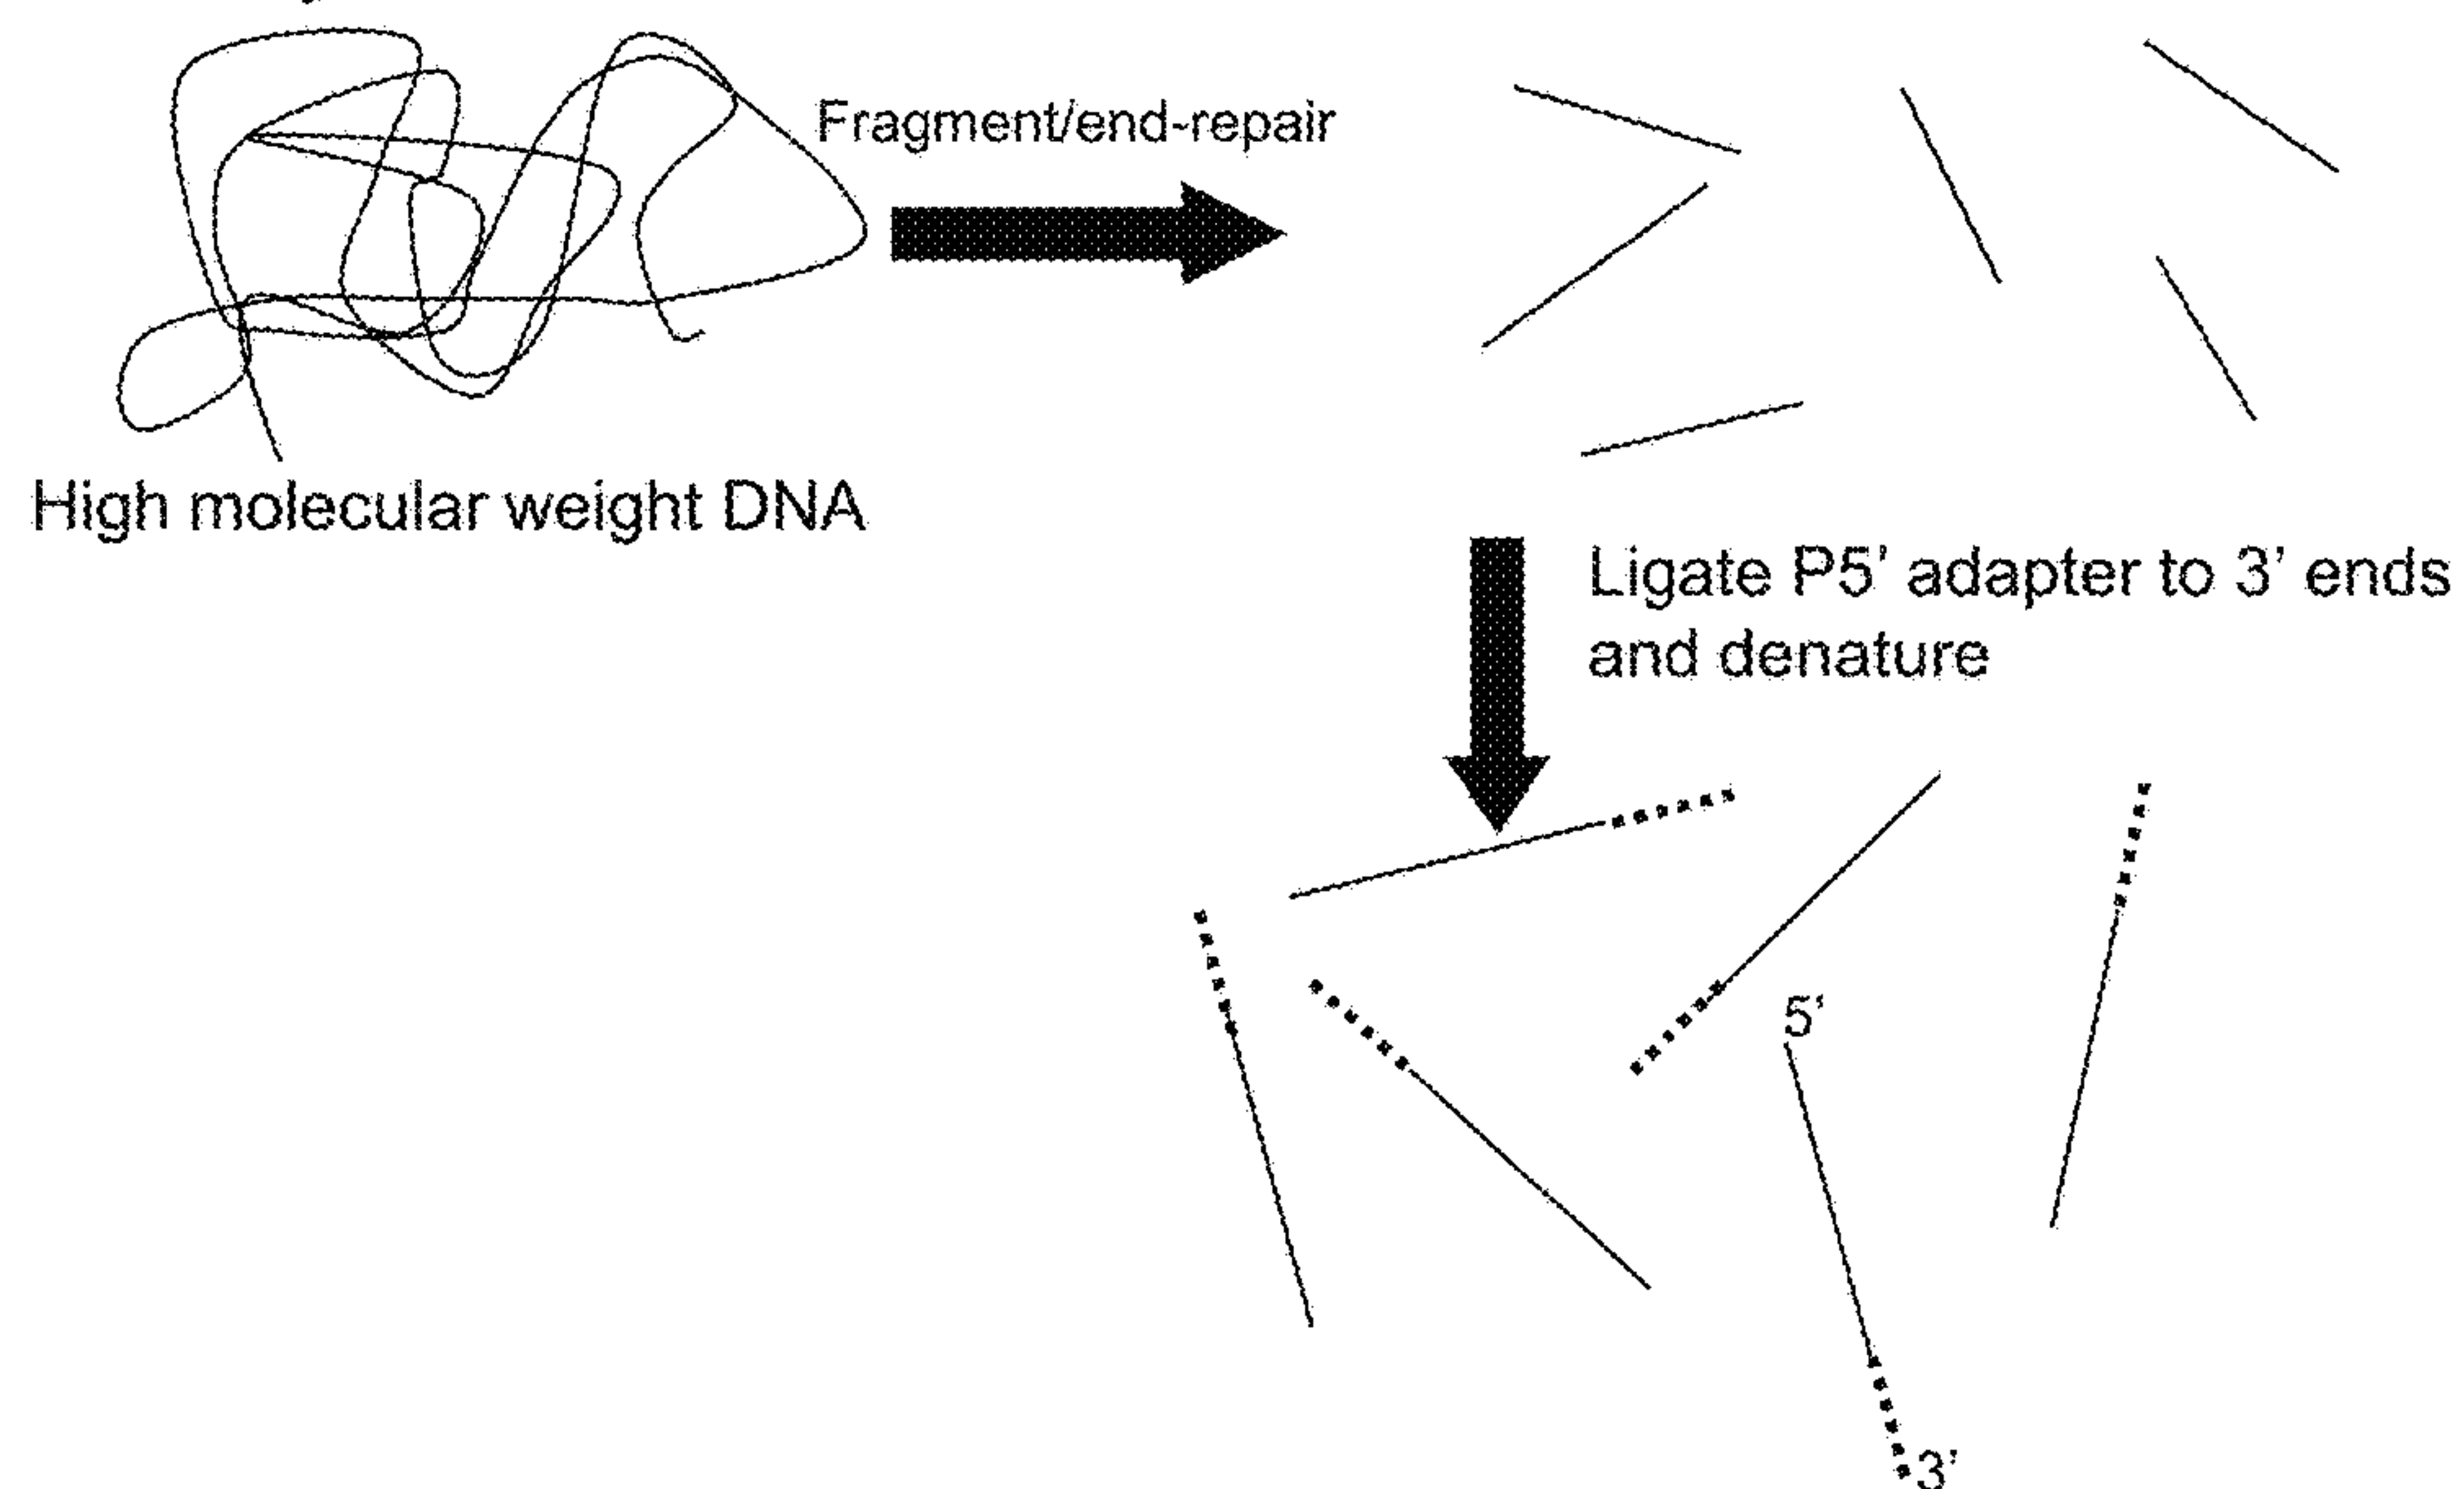 Fragment/end-repair
High molecular weight DNA
Ligate P5’ adapter to 3’ ends
and denature
5‘
3’